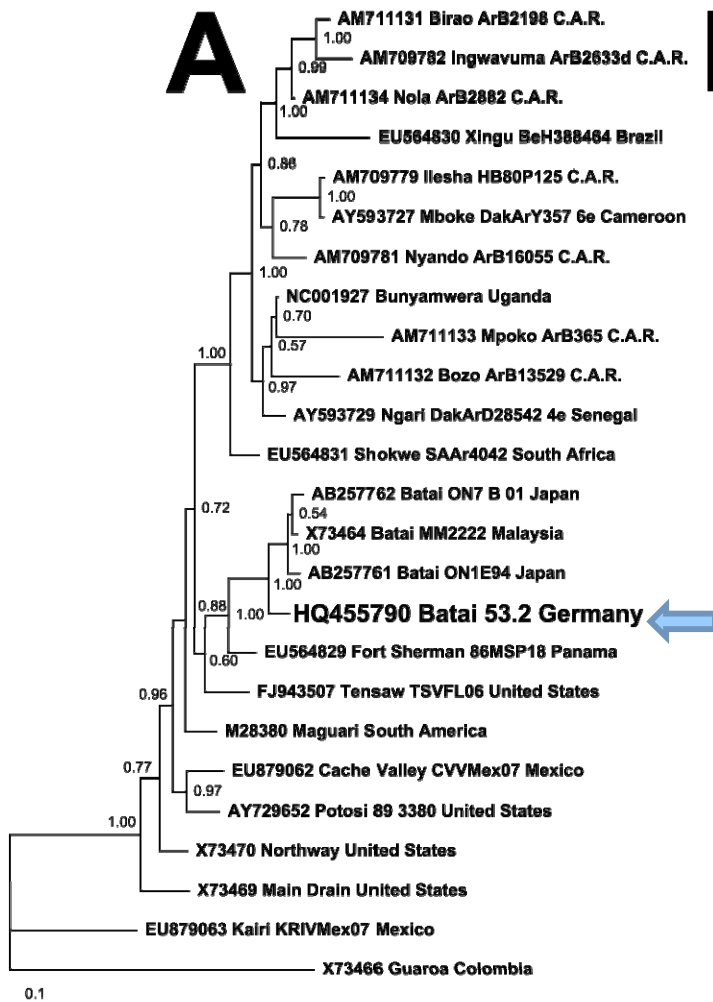 A
AM711131 Birao ArB2198 C.A.R.
1.00
AM709782 Ingwavuma ArB2633d C.A.R.
0.99
AM711134 Nola ArB2882 C.A.R.
1.00
EU564830 Xingu BeH388464 Brazil
0.86
AM709779 Ilesha HB80P125 C.A.R.
1.00
AY593727 Mboke DakArY357 6e Cameroon
0.78
AM709781 Nyando ArB16055 C.A.R.
1.00
NC001927 Bunyamwera Uganda
0.70
AM711133 Mpoko ArB365 C.A.R.
0.57
1.00
AM711132 Bozo ArB13529 C.A.R.
0.97
AY593729 Ngari DakArD28542 4e Senegal
EU564831 Shokwe SAAr4042 South Africa
AB257762 Batai ON7 B 01 Japan
0.72
0.54
X73464 Batai MM2222 Malaysia
1.00
AB257761 Batai ON1E94 Japan
1.00
0.88
1.00
HQ455790 Batai 53.2 Germany
EU564829 Fort Sherman 86MSP18 Panama
0.60
FJ943507 Tensaw TSVFL06 United States
0.96
M28380 Maguari South America
0.77
EU879062 Cache Valley CVVMex07 Mexico
0.97
AY729652 Potosi 89 3380 United States
1.00
X73470 Northway United States
X73469 Main Drain United States
EU879063 Kairi KRIVMex07 Mexico
X73466 Guaroa Colombia
0.1